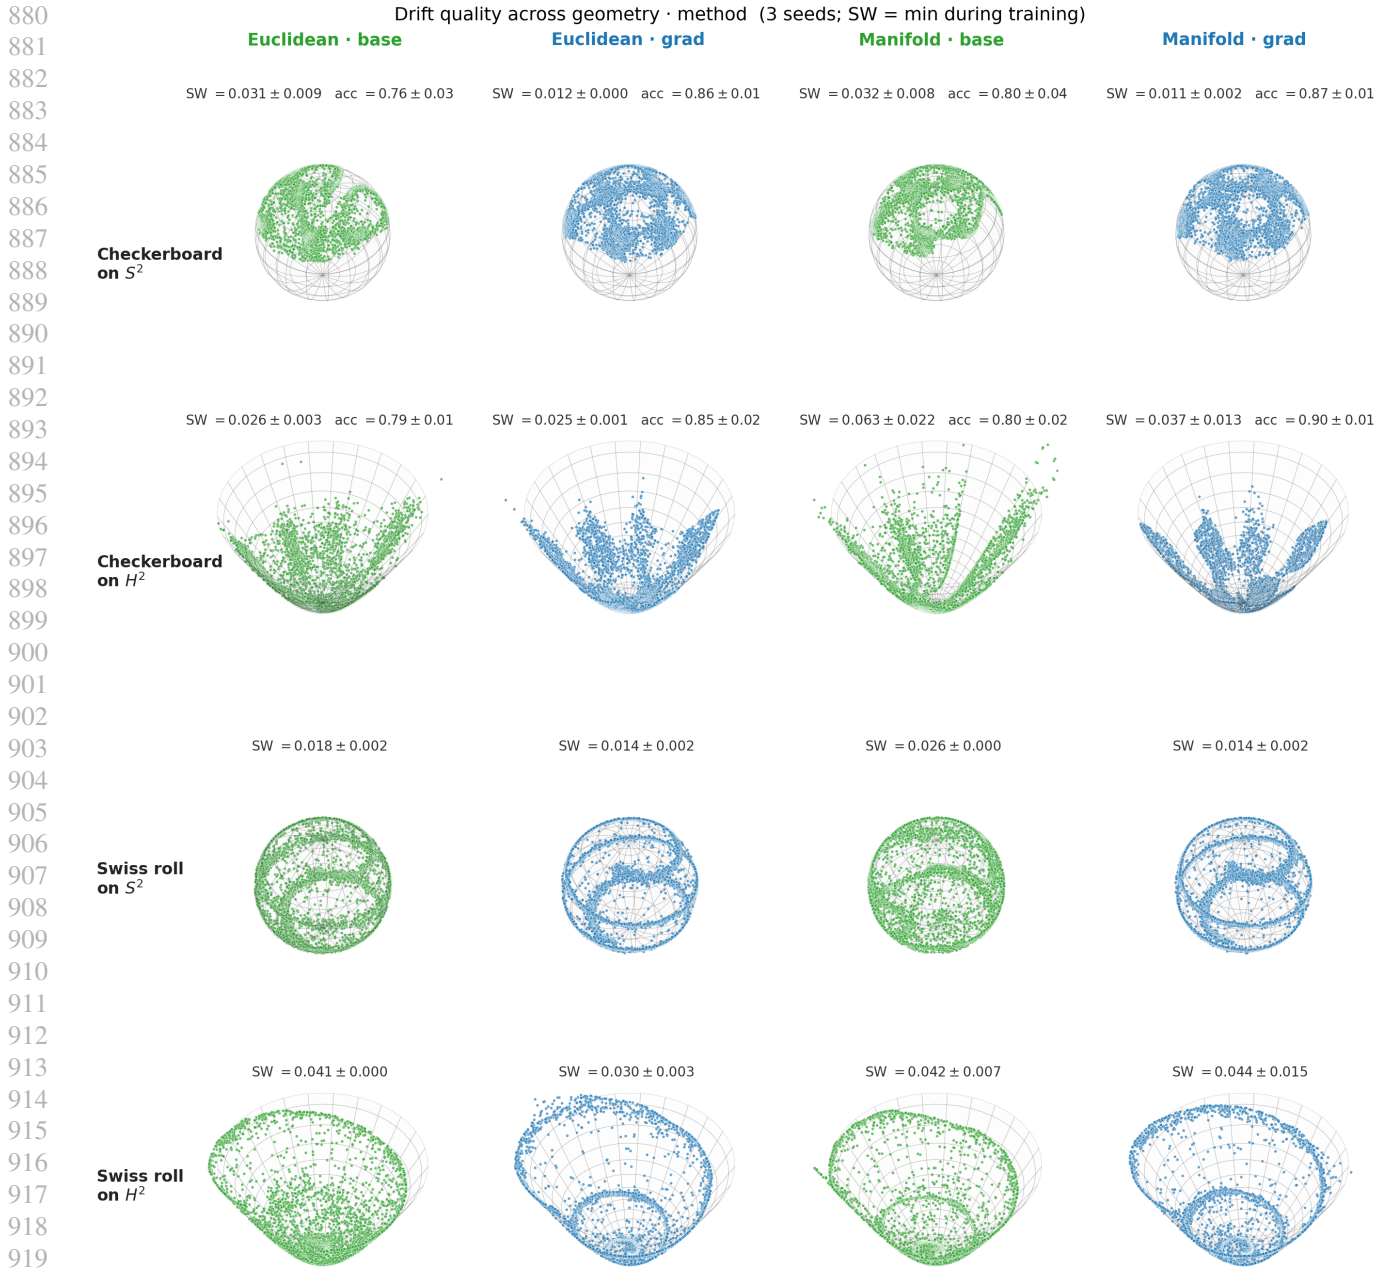 Drift quality across geometry · method (3 seeds; SW = min during training)
Euclidean · base Euclidean · grad Manifold · base Manifold · grad
SW = 0.031 ± 0.009 acc = 0.76 ± 0.03 SW = 0.012 ± 0.000 acc = 0.86 ± 0.01 SW = 0.032 ± 0.008 acc = 0.80 ± 0.04 SW = 0.011 ± 0.002 acc = 0.87 ± 0.01
Checkerboard
on S²
SW = 0.026 ± 0.003 acc = 0.79 ± 0.01 SW = 0.025 ± 0.001 acc = 0.85 ± 0.02 SW = 0.063 ± 0.022 acc = 0.80 ± 0.02 SW = 0.037 ± 0.013 acc = 0.90 ± 0.01
Checkerboard
on H²
SW = 0.018 ± 0.002 SW = 0.014 ± 0.002 SW = 0.026 ± 0.000 SW = 0.014 ± 0.002
Swiss roll
on S²
SW = 0.041 ± 0.000 SW = 0.030 ± 0.003 SW = 0.042 ± 0.007 SW = 0.044 ± 0.015
Swiss roll
on H²
880
881
882
883
884
885
886
887
888
889
890
891
892
893
894
895
896
897
898
899
900
901
902
903
904
905
906
907
908
909
910
911
912
913
914
915
916
917
918
919